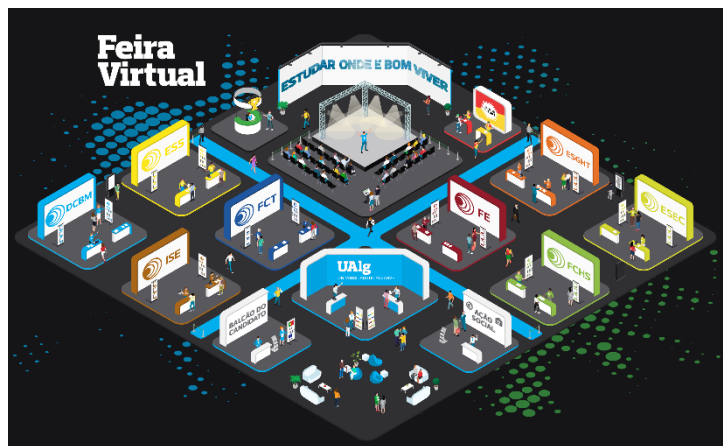 Feira
Virtual
ESTUDAR ONDE É BOM VIVER
ESS
ESGHT
DCBM
FCT
FE
ESEC
ISE
FCHS
UAlg
BALCÃO DO
CANDIDATO
AÇÃO
SOCIAL